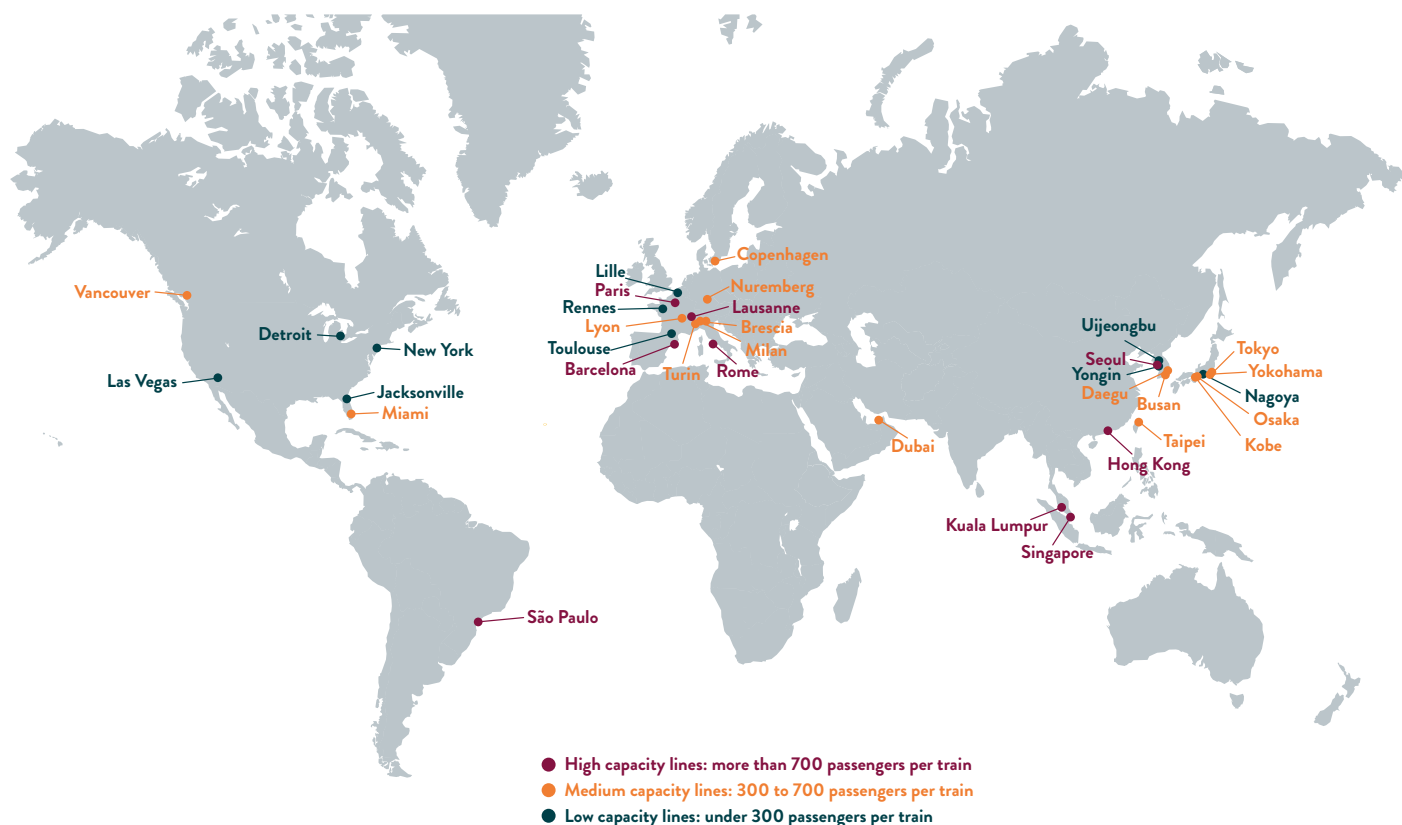 Vancouver
Detroit
New York
Las Vegas
Jacksonville
Miami
São Paulo
Copenhagen
Lille
Paris
Nuremberg
Rennes
Lausanne
Lyon
Brescia
Toulouse
Milan
Barcelona
Turin
Rome
Dubai
Uijeongbu
Seoul
Yongin
Daegu
Busan
Tokyo
Yokohama
Nagoya
Osaka
Kobe
Taipei
Hong Kong
Kuala Lumpur
Singapore
High capacity lines: more than 700 passengers per train
Medium capacity lines: 300 to 700 passengers per train
Low capacity lines: under 300 passengers per train